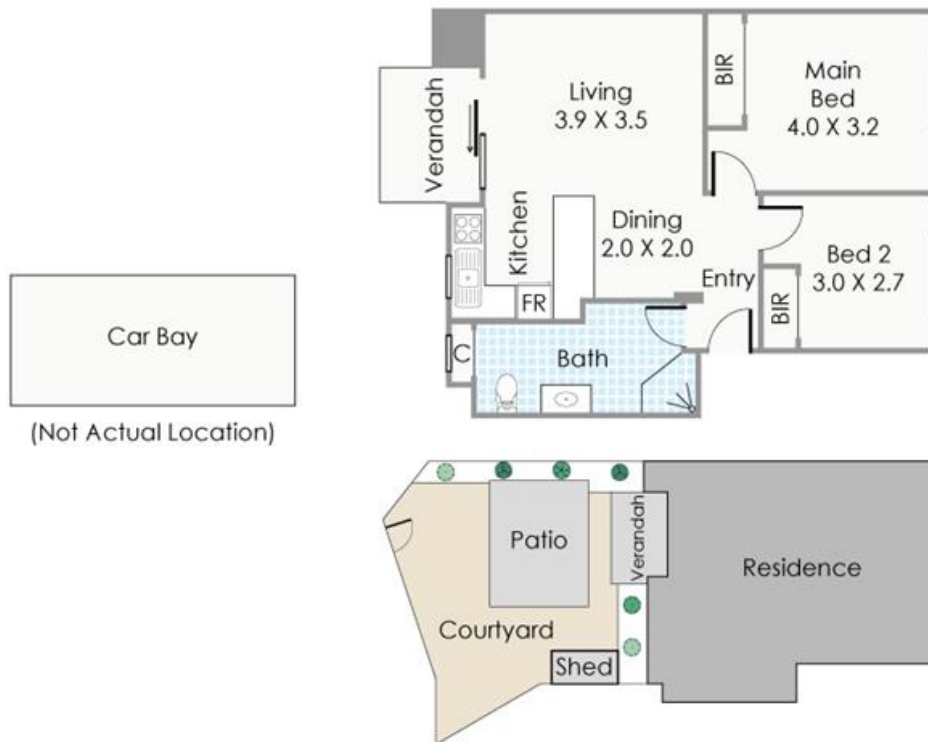 Verandah
Living
3.9 X 3.5
BIR
Main
Bed
4.0 X 3.2
Kitchen
Dining
2.0 X 2.0
Bed 2
3.0 X 2.7
Entry
BIR
FR
C
Bath
Car Bay
(Not Actual Location)
Patio
Verandah
Residence
Courtyard
Shed